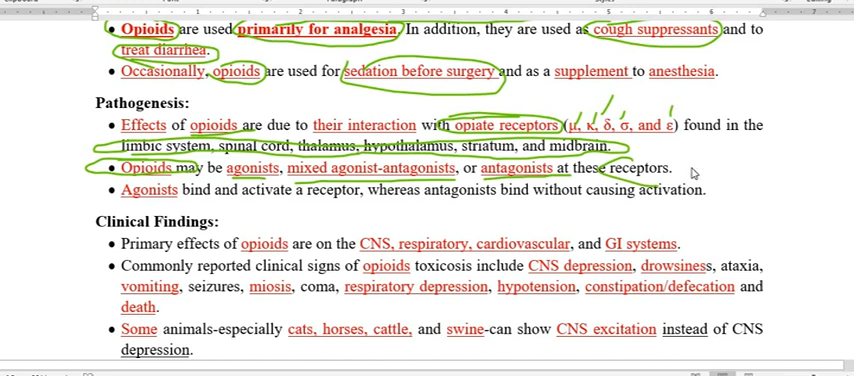 • Opioids are used primarily for analgesia. In addition, they are used as cough suppressants and to
treat diarrhea.
• Occasionally, opioids are used for sedation before surgery and as a supplement to anesthesia.
Pathogenesis:
• Effects of opioids are due to their interaction with opiate receptors (μ, κ, δ, σ, and ε) found in the
limbic system, spinal cord, thalamus, hypothalamus, striatum, and midbrain.
• Opioids may be agonists, mixed agonist-antagonists, or antagonists at these receptors.
• Agonists bind and activate a receptor, whereas antagonists bind without causing activation.
Clinical Findings:
• Primary effects of opioids are on the CNS, respiratory, cardiovascular, and GI systems.
• Commonly reported clinical signs of opioids toxicosis include CNS depression, drowsiness, ataxia,
vomiting, seizures, miosis, coma, respiratory depression, hypotension, constipation/defecation and
death.
• Some animals-especially cats, horses, cattle, and swine-can show CNS excitation instead of CNS
depression.